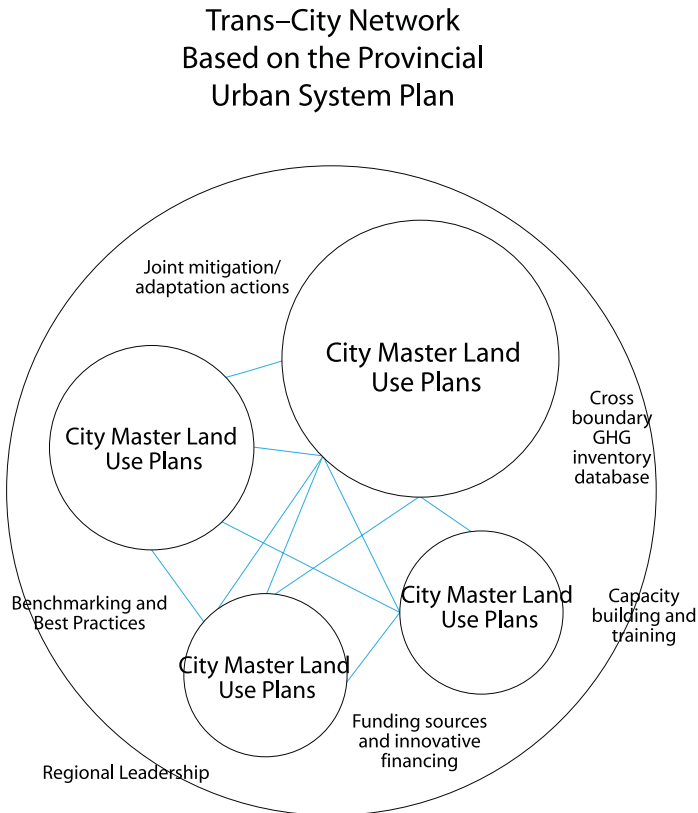 Trans–City Network
Based on the Provincial
Urban System Plan
Joint mitigation/
adaptation actions
City Master Land
Use Plans
Cross
boundary
GHG
inventory
database
City Master Land
Use Plans
City Master Land
Use Plans
Capacity
building and
training
Benchmarking and
Best Practices
City Master Land
Use Plans
Funding sources
and innovative
financing
Regional Leadership